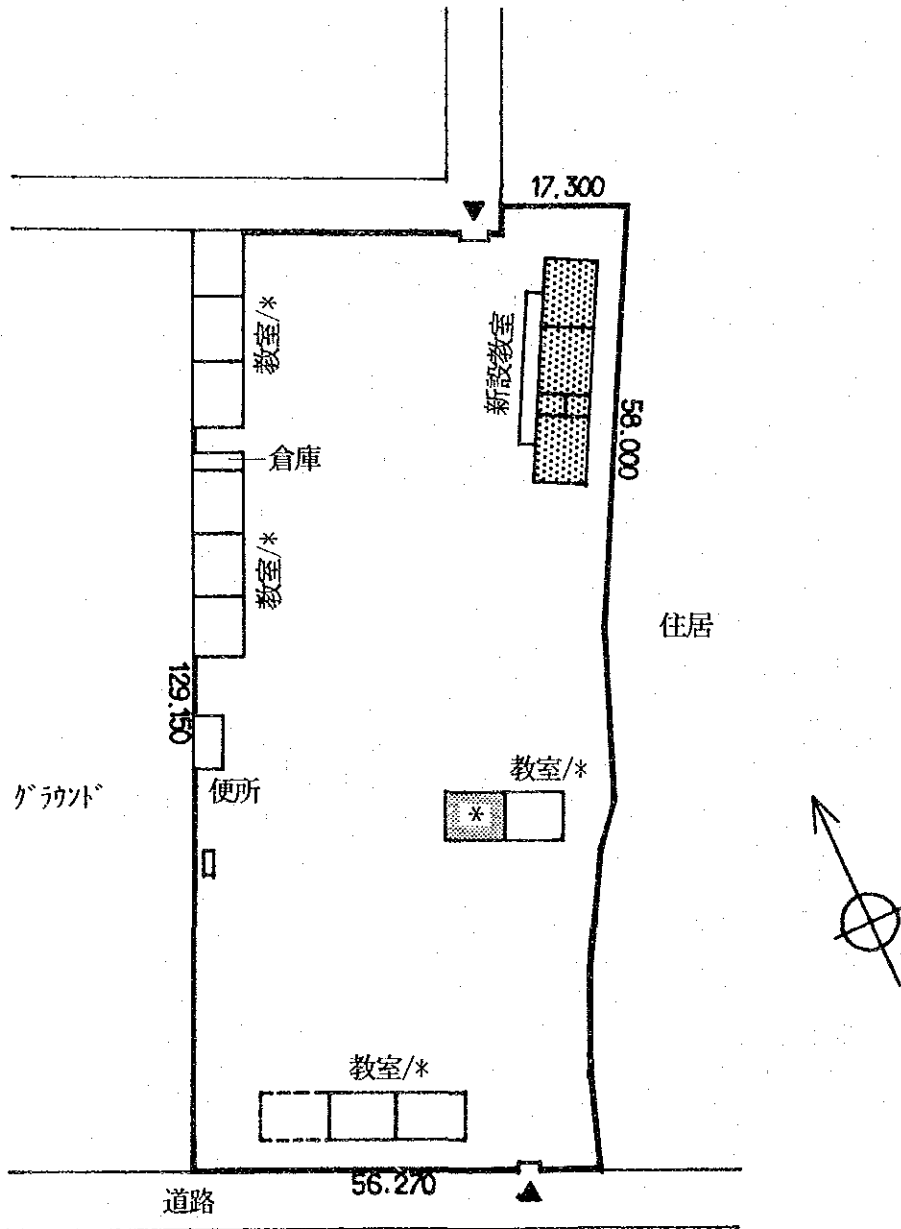 17,300
教室/*
新設教室
58.000
倉庫
教室/*
住居
129.150
教室/*
*
グラウンド
便所
教室/*
56.270
道路